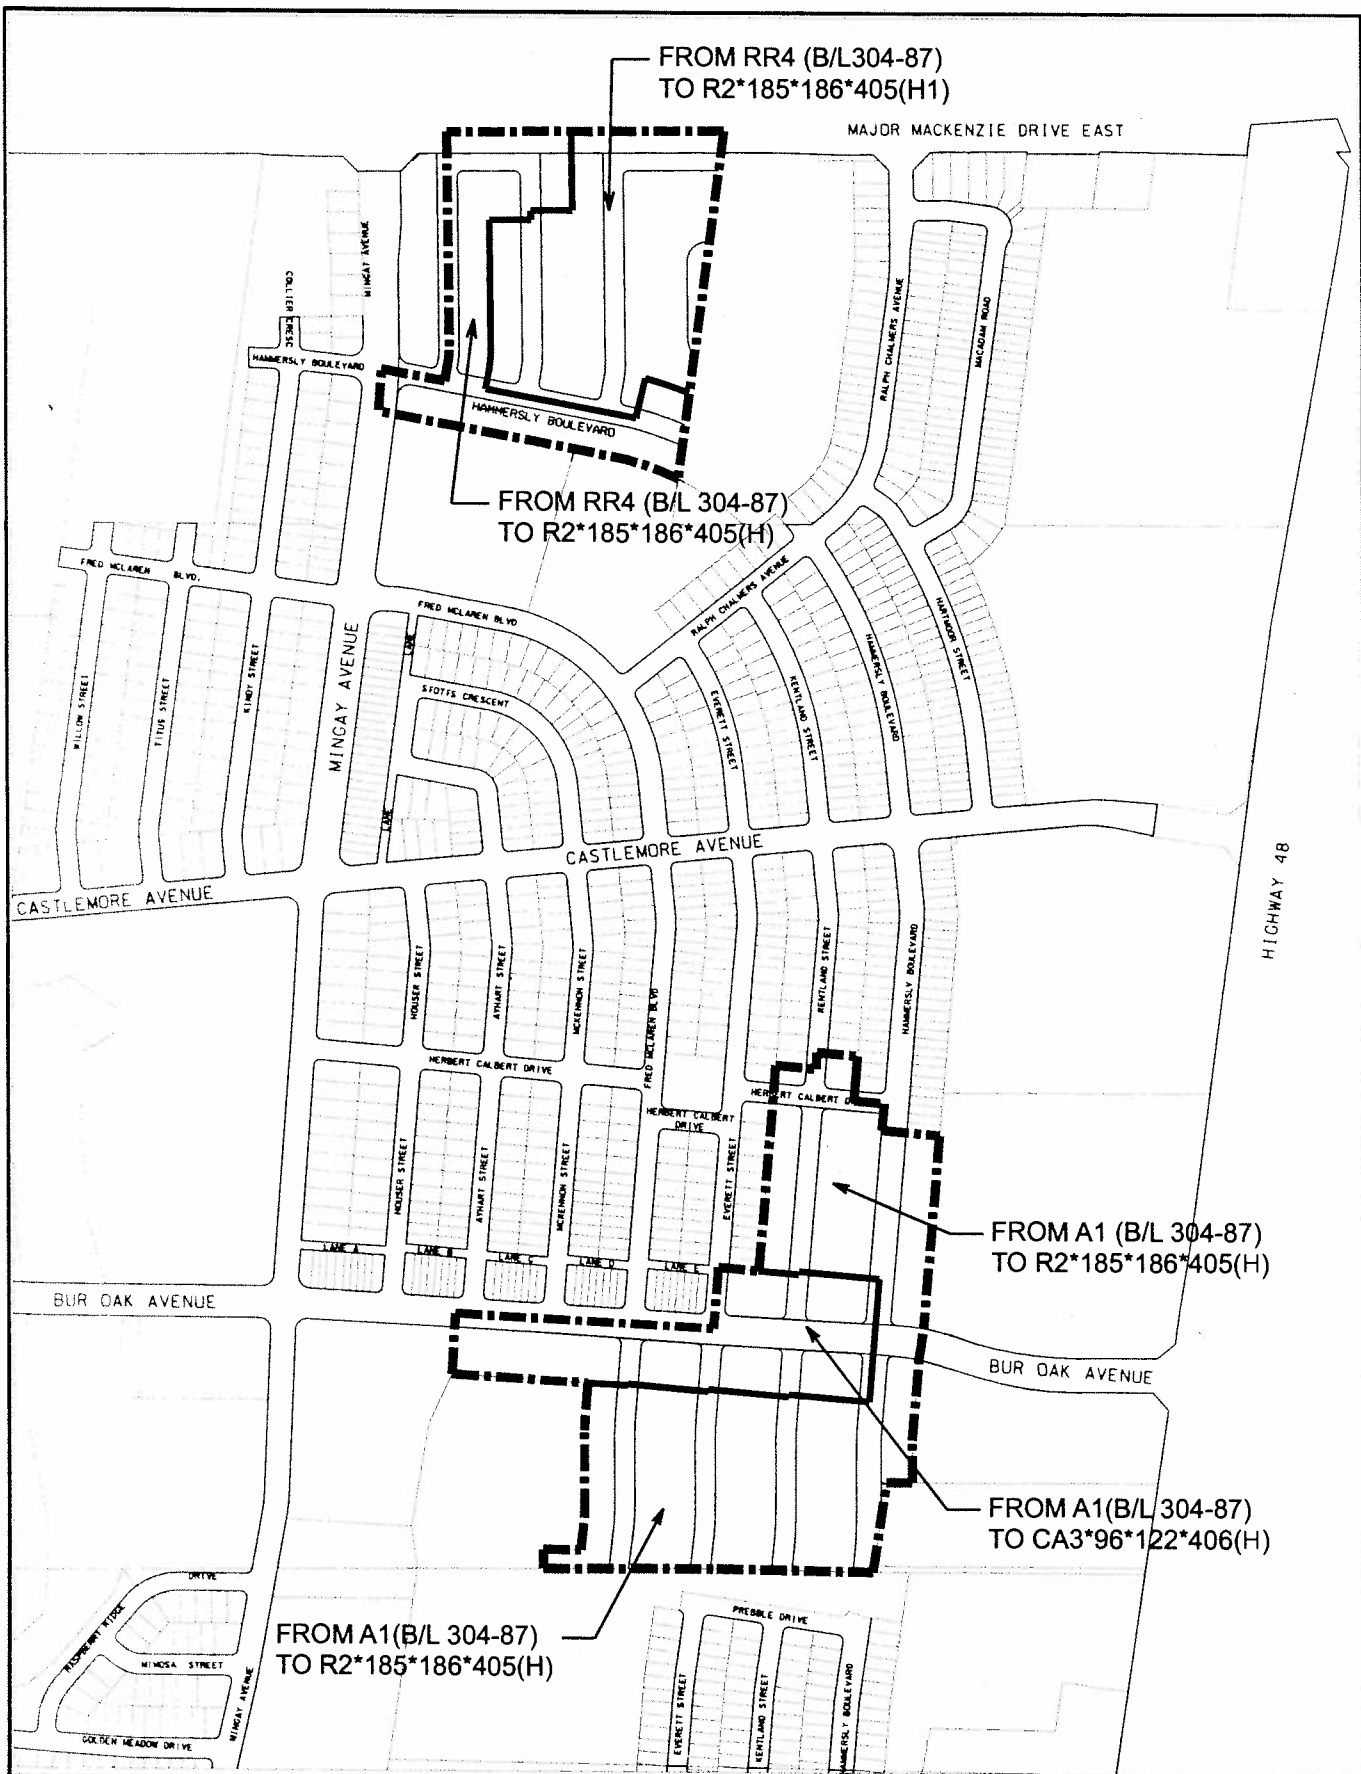 FROM RR4 (B/L304-87)
TO R2*185*186*405(H1)
MAJOR MACKENZIE DRIVE EAST
MINGAY AVENUE
COLLIER CRESC
HAMMERSLY BOULEVARD
HAMMERSLY BOULEVARD
RALPH CHALMERS AVENUE
MACADAM ROAD
FROM RR4 (B/L 304-87)
TO R2*185*186*405(H)
FRED MCLAREN BLVD.
FRED MCLAREN BLVD
RALPH CHALMERS AVENUE
HARTMOOR STREET
HAMMERSLY BOULEVARD
KENTLAND STREET
EVERETT STREET
WILLOW STREET
TITUS STREET
KINDY STREET
MINGAY AVENUE
LANE
CRESCENT
LANE
CASTLEMORE AVENUE
CASTLEMORE AVENUE
HIGHWAY 48
HOUSER STREET
AYHART STREET
MCKENNON STREET
FRED MCLAREN BLVD
KENTLAND STREET
HAMMERSLY BOULEVARD
HERBERT CALBERT DRIVE
HERBERT CALBERT D
HERBERT CALBERT
DRIVE
HOUSER STREET
AYHART STREET
MCKENNON STREET
EVERETT STREET
FROM A1 (B/L 304-87)
TO R2*185*186*405(H)
LANE A
LANE B
LANE C
LANE D
LANE E
BUR OAK AVENUE
BUR OAK AVENUE
FROM A1(B/L 304-87)
TO CA3*96*122*406(H)
FROM A1(B/L 304-87)
TO R2*185*186*405(H)
RASPBERRY RIDGE
DRIVE
MIMOSA STREET
MINGAY AVENUE
GOLDEN MEADOW DRIVE
PREBBLE DRIVE
EVERETT STREET
KENTLAND STREET
HAMMERSLY BOULEVARD